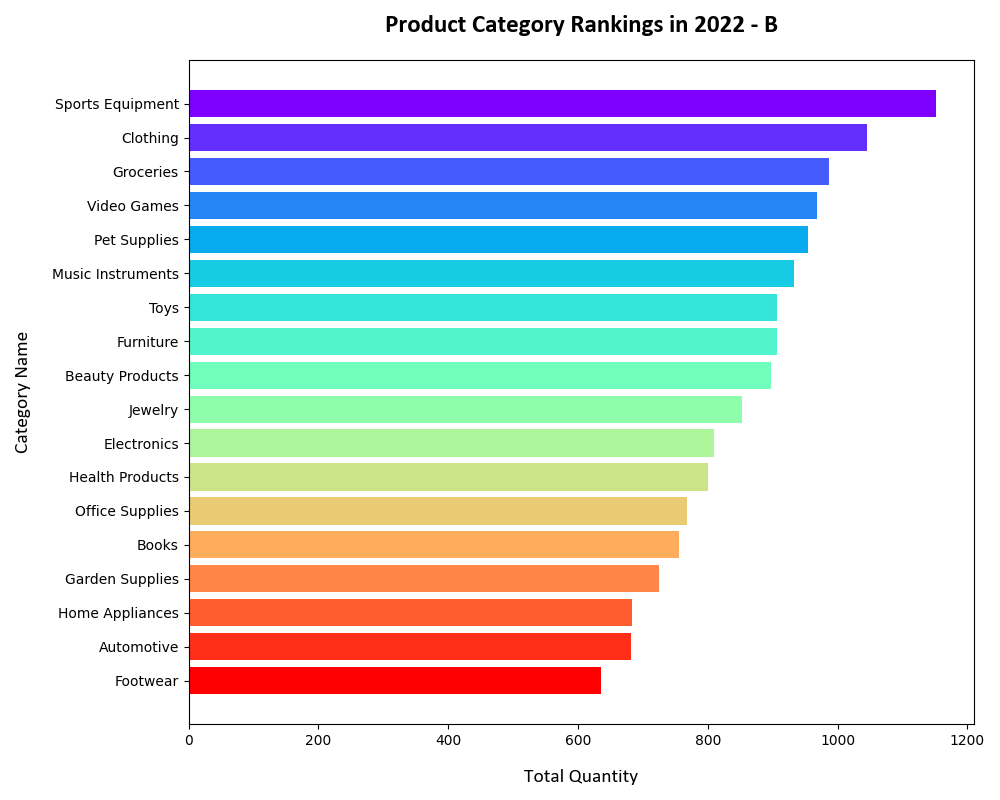 Product Category Rankings in 2022 - B
Category Name
Sports Equipment
Clothing
Groceries
Video Games
Pet Supplies
Music Instruments
Toys
Furniture
Beauty Products
Jewelry
Electronics
Health Products
Office Supplies
Books
Garden Supplies
Home Appliances
Automotive
Footwear
0 200 400 600 800 1000 1200
Total Quantity